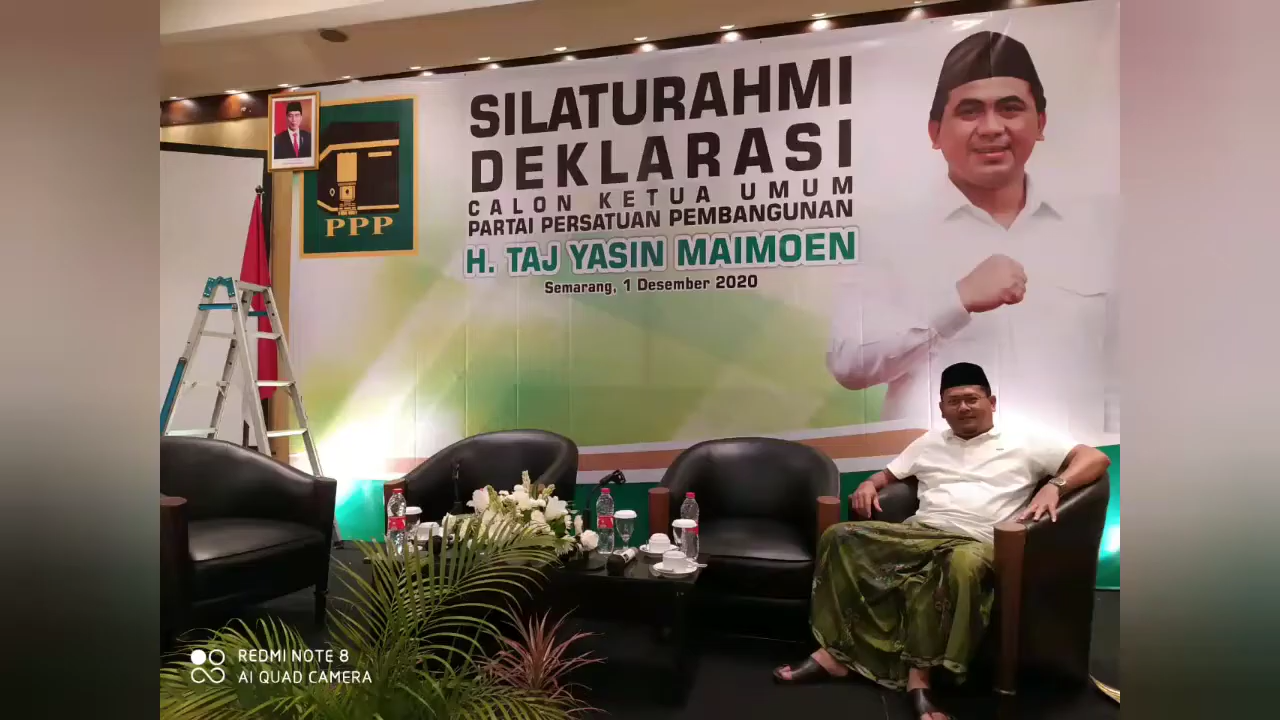 SILATURAHMI
DEKLARASI
CALON KETUA UMUM
PARTAI PERSATUAN PEMBANGUNAN
H. TAJ YASIN MAIMOEN
Semarang, 1 Desember 2020
PPP
REDMI NOTE 8
AI QUAD CAMERA